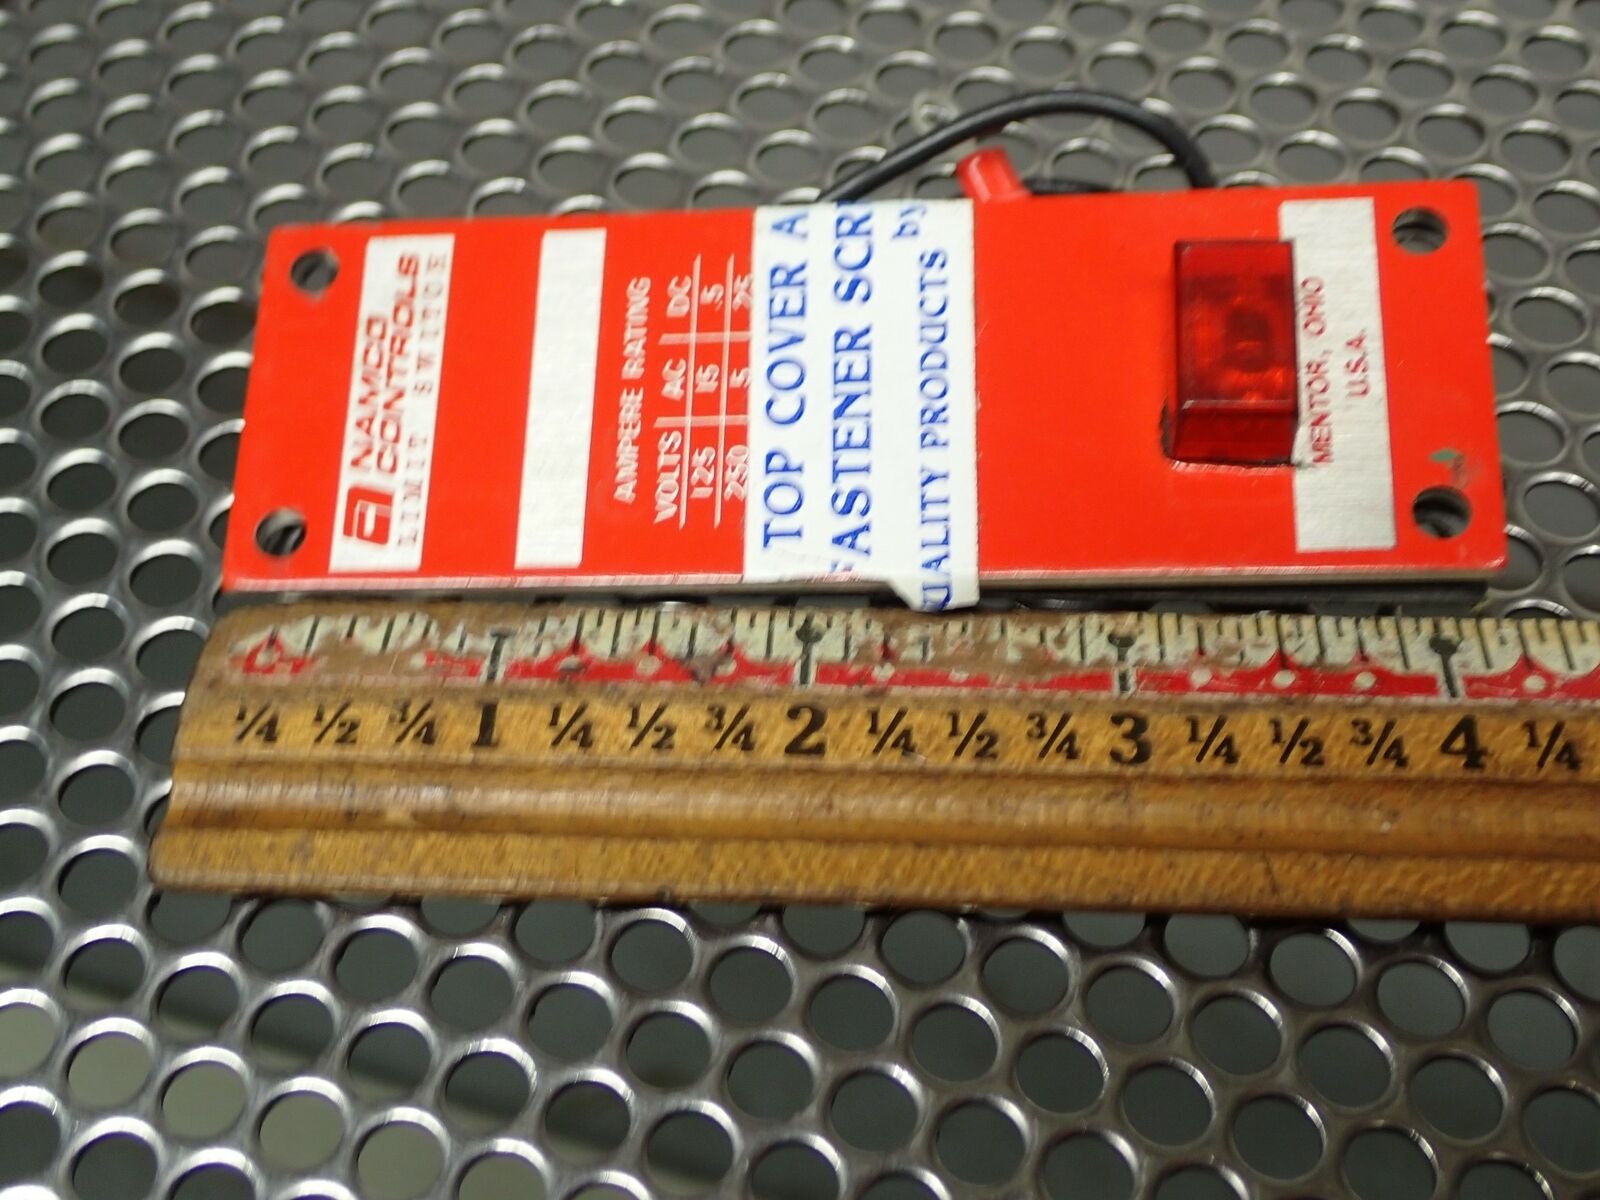 NAMCO
CONTROLS
LIMIT SWITCH
AMPERE RATING
VOLTS AC DC
125 15 .5
250 5 .25
TOP COVER A
FASTENER SCR
by
QUALITY PRODUCTS
MENTOR, OHIO
U.S.A.
1/4 1/2 3/4 1 1/4 1/2 3/4 2 1/4 1/2 3/4 3 1/4 1/2 3/4 4 1/4